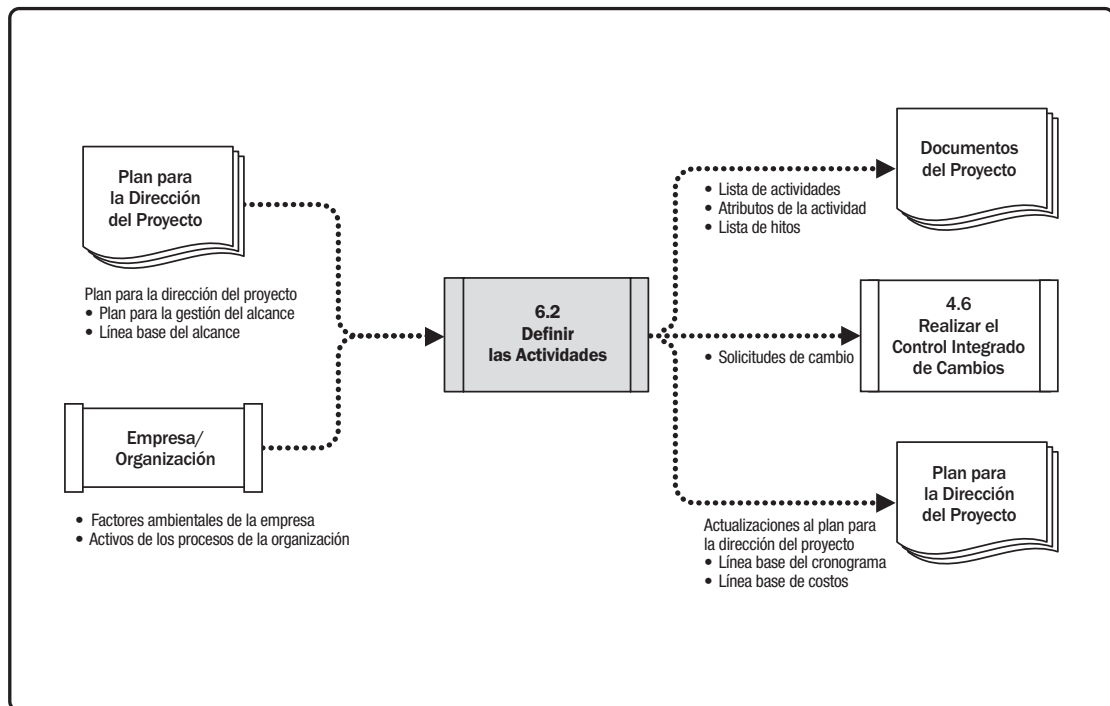 Plan para
la Dirección
del Proyecto
Plan para la dirección del proyecto
• Plan para la gestión del alcance
• Línea base del alcance
Empresa/
Organización
• Factores ambientales de la empresa
• Activos de los procesos de la organización
6.2
Definir
las Actividades
Documentos
del Proyecto
• Lista de actividades
• Atributos de la actividad
• Lista de hitos
4.6
Realizar el
Control Integrado
de Cambios
• Solicitudes de cambio
Plan para
la Dirección
del Proyecto
Actualizaciones al plan para
la dirección del proyecto
• Línea base del cronograma
• Línea base de costos